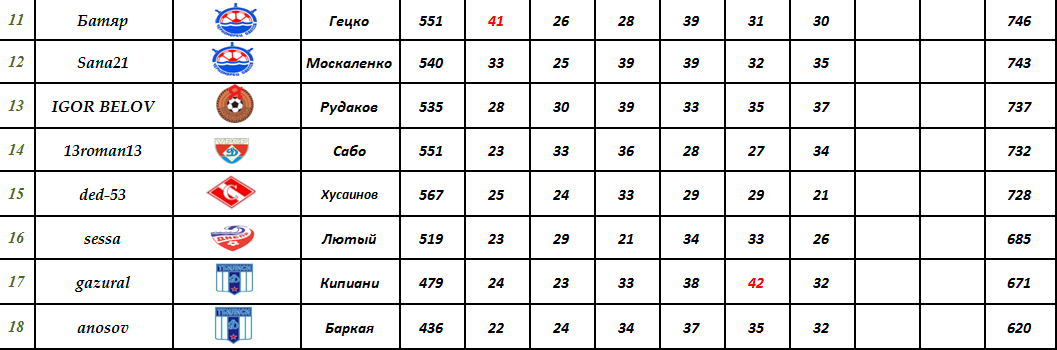 11 Батяр Гецко 551 41 26 28 39 31 30 746
12 Sana21 Москаленко 540 33 25 39 39 32 35 743
13 IGOR BELOV Рудаков 535 28 30 39 33 35 37 737
14 13roman13 Сабо 551 23 33 36 28 27 34 732
15 ded-53 Хусаинов 567 25 24 33 29 29 21 728
16 sessa Лютый 519 23 29 21 34 33 26 685
17 gazural Кипиани 479 24 23 33 38 42 32 671
18 anosov Баркая 436 22 24 34 37 35 32 620